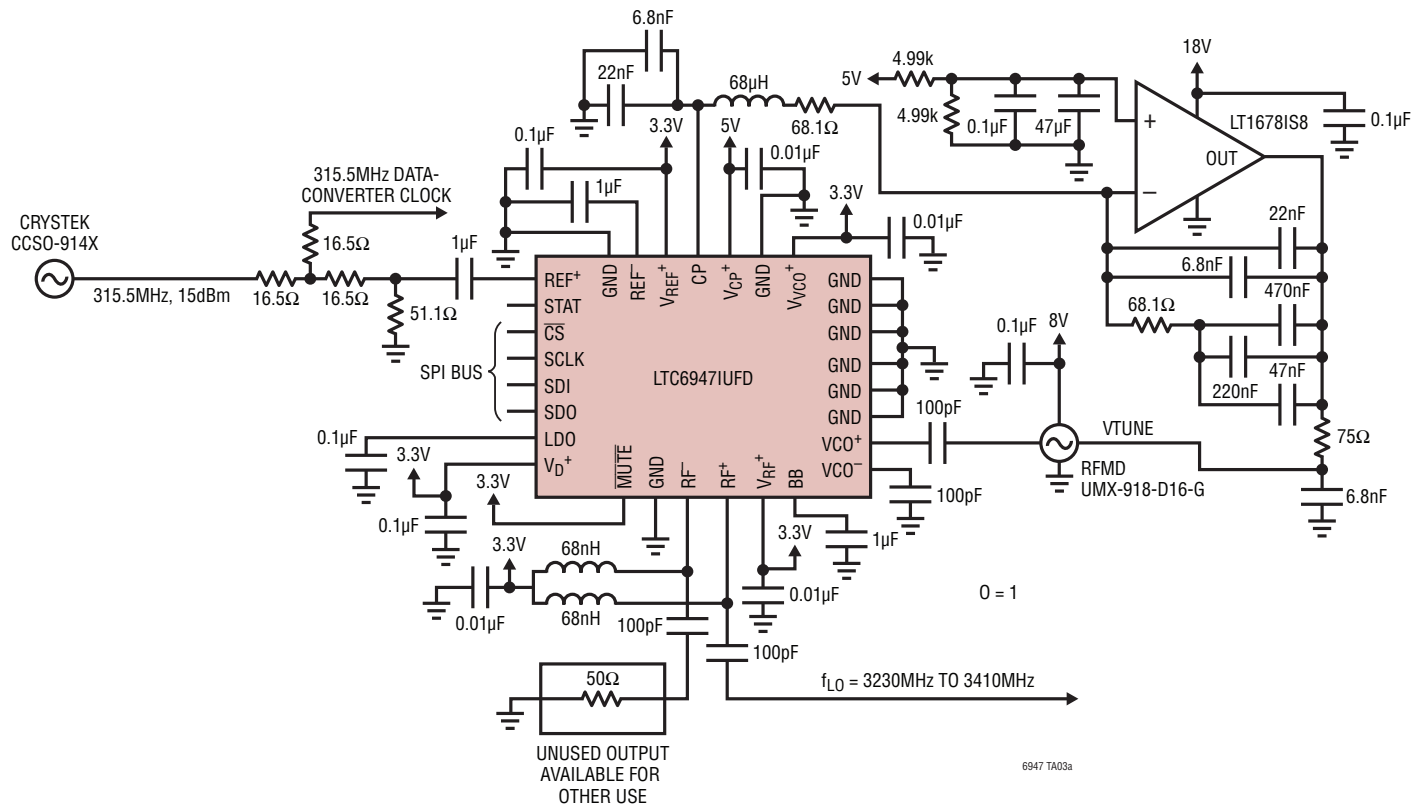 6.8nF
22nF
68µH
68.1Ω
5V
4.99k
4.99k
0.1µF
47µF
18V
+
–
OUT
LT1678IS8
0.1µF
0.1µF
3.3V
5V
0.01µF
1µF
3.3V
0.01µF
315.5MHz DATA-
CONVERTER CLOCK
CRYSTEK
CCSO-914X
315.5MHz, 15dBm
16.5Ω
16.5Ω
16.5Ω
51.1Ω
1µF
22nF
6.8nF
470nF
68.1Ω
47nF
220nF
75Ω
6.8nF
REF+
STAT
CS
SCLK
SDI
SDO
LDO
VD+
GND
REF–
VREF+
CP
VCP+
GND
VVCO+
GND
GND
GND
GND
GND
GND
VCO+
VCO–
LTC6947IUFD
MUTE
GND
RF–
RF+
VRF+
BB
SPI BUS
0.1µF
3.3V
0.1µF
3.3V
0.1µF
8V
100pF
VTUNE
RFMD
UMX-918-D16-G
100pF
1µF
3.3V
0.01µF
3.3V
68nH
68nH
0.01µF
100pF
100pF
O = 1
50Ω
fLO = 3230MHz TO 3410MHz
UNUSED OUTPUT
AVAILABLE FOR
OTHER USE
6947 TA03a